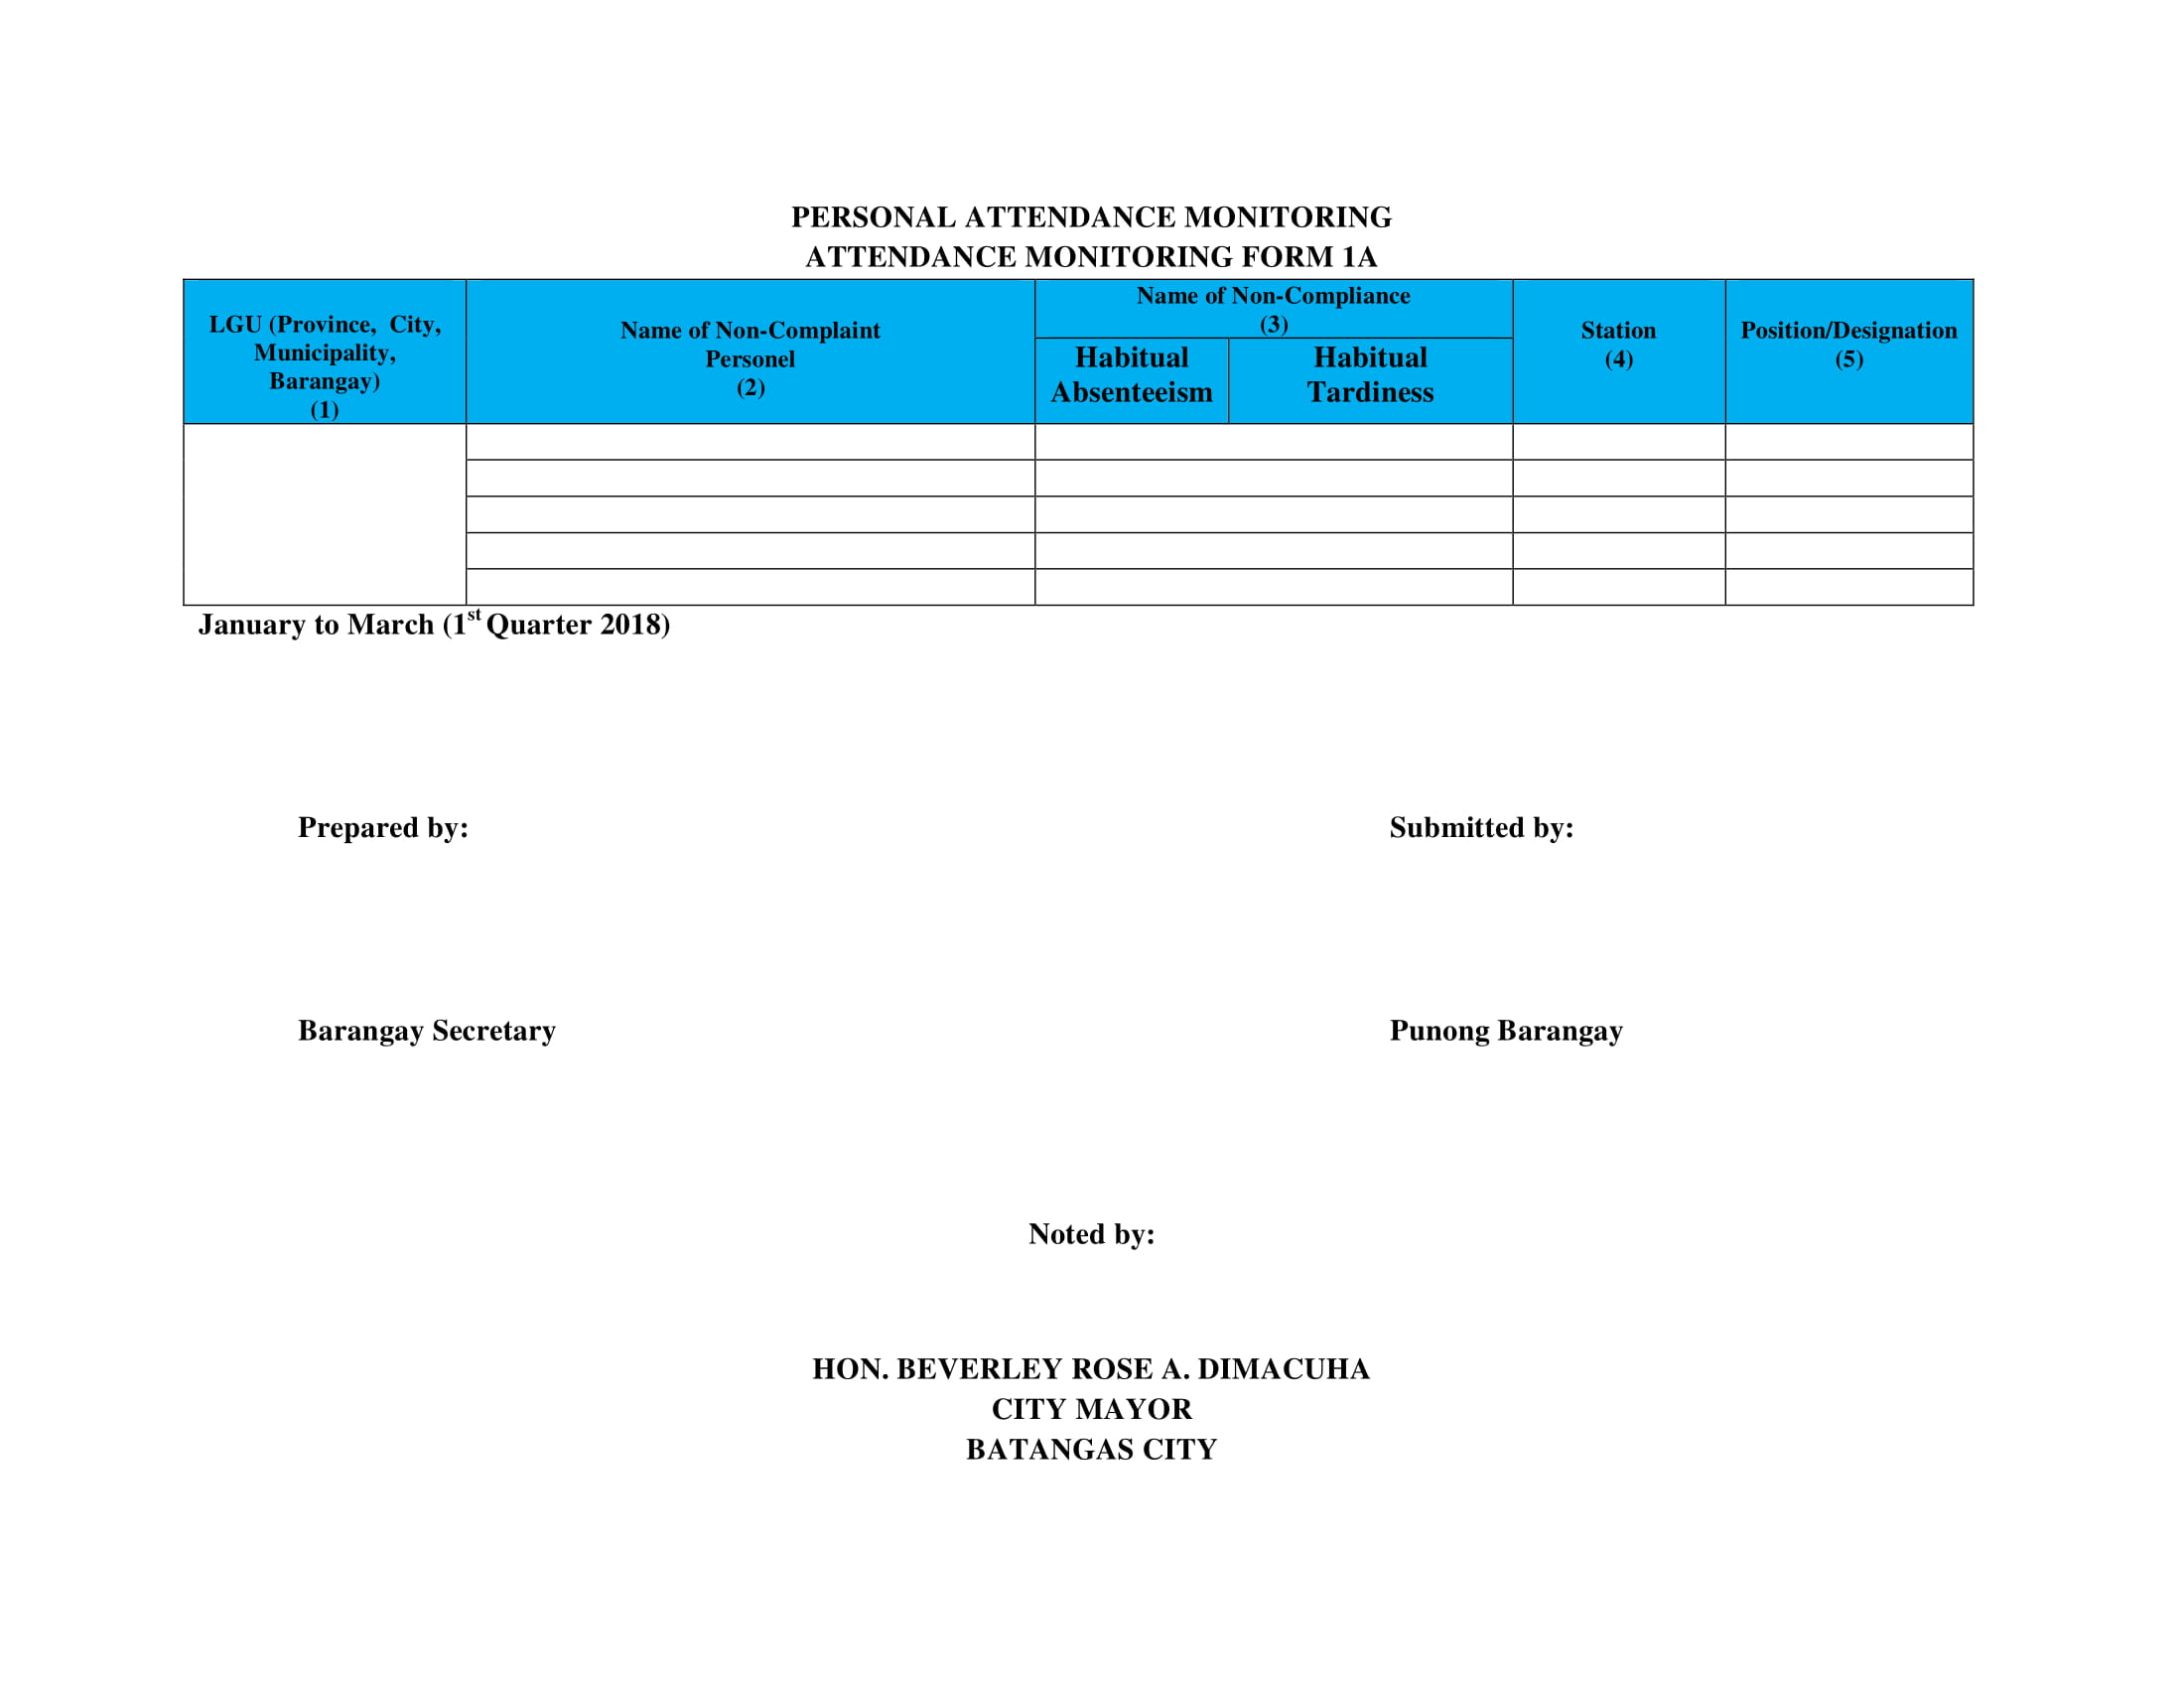 PERSONAL ATTENDANCE MONITORING
ATTENDANCE MONITORING FORM 1A
LGU (Province, City,
Municipality,
Barangay)
(1)
Name of Non-Complaint
Personel
(2)
Name of Non-Compliance
(3)
Habitual
Absenteeism
Habitual
Tardiness
Station
(4)
Position/Designation
(5)
January to March (1st Quarter 2018)
Prepared by:
Submitted by:
Barangay Secretary
Punong Barangay
Noted by:
HON. BEVERLEY ROSE A. DIMACUHA
CITY MAYOR
BATANGAS CITY